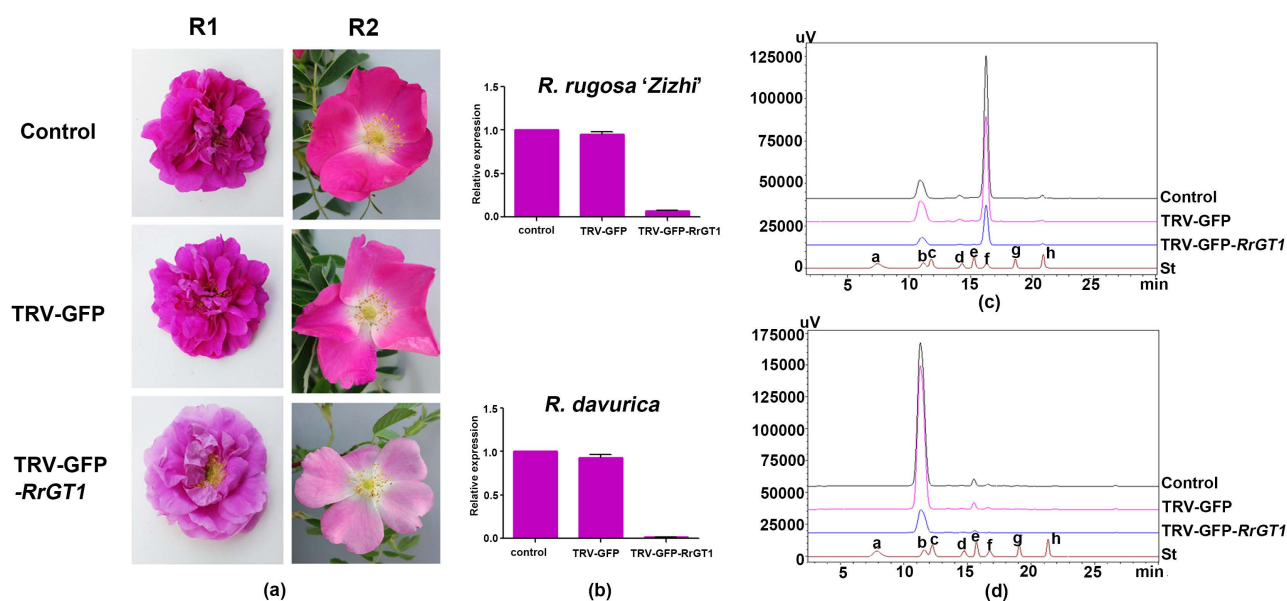 R1 R2
Control
TRV-GFP
TRV-GFP
-RrGT1
(a)
R. rugosa 'Zizhi'
Relative expression
1.5
1.0
0.5
0.0
control TRV-GFP TRV-GFP-RrGT1
R. davurica
Relative expression
1.5
1.0
0.5
0.0
control TRV-GFP TRV-GFP-RrGT1
(b)
uV
125000
100000
75000
50000
25000
0
Control
TRV-GFP
TRV-GFP-RrGT1
St
a b c d e f g h
5 10 15 20 25 min
(c)
uV
175000
150000
125000
100000
75000
50000
25000
0
Control
TRV-GFP
TRV-GFP-RrGT1
St
a b c d e f g h
5 10 15 20 25 min
(d)